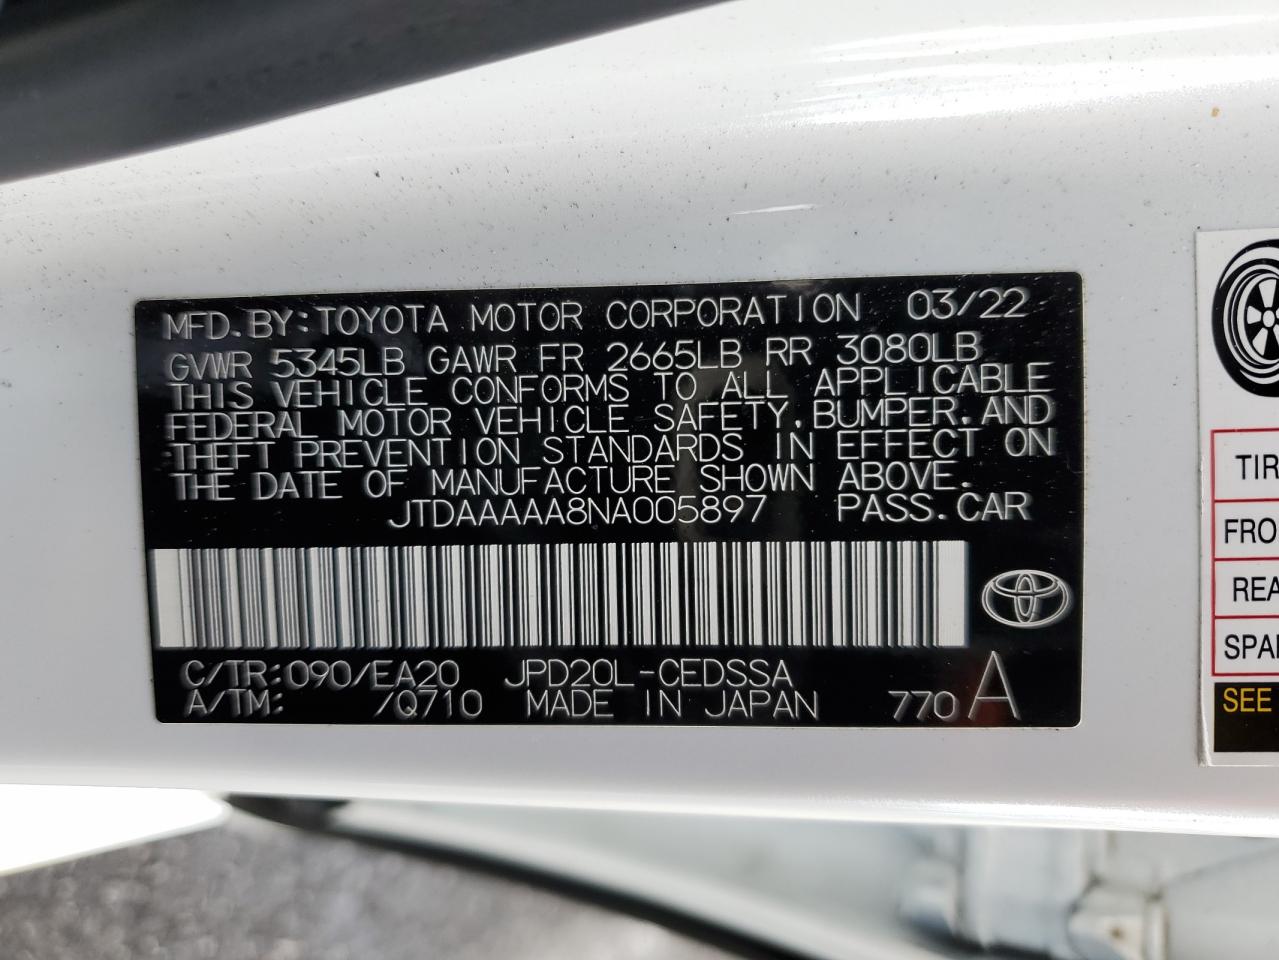 MFD.BY:TOYOTA MOTOR CORPORATION 03/22
GVWR 5345LB GAWR FR 2665LB RR 3080LB
THIS VEHICLE CONFORMS TO ALL APPLICABLE
FEDERAL MOTOR VEHICLE SAFETY,BUMPER,AND
THEFT PREVENTION STANDARDS IN EFFECT ON
THE DATE OF MANUFACTURE SHOWN ABOVE.
JTDAAAAA8NA005897 PASS.CAR
C/TR:090/EA20 JPD20L-CEDSSA
A/TM: /Q710 MADE IN JAPAN 770A
TIR
FRO
REA
SPA
SEE